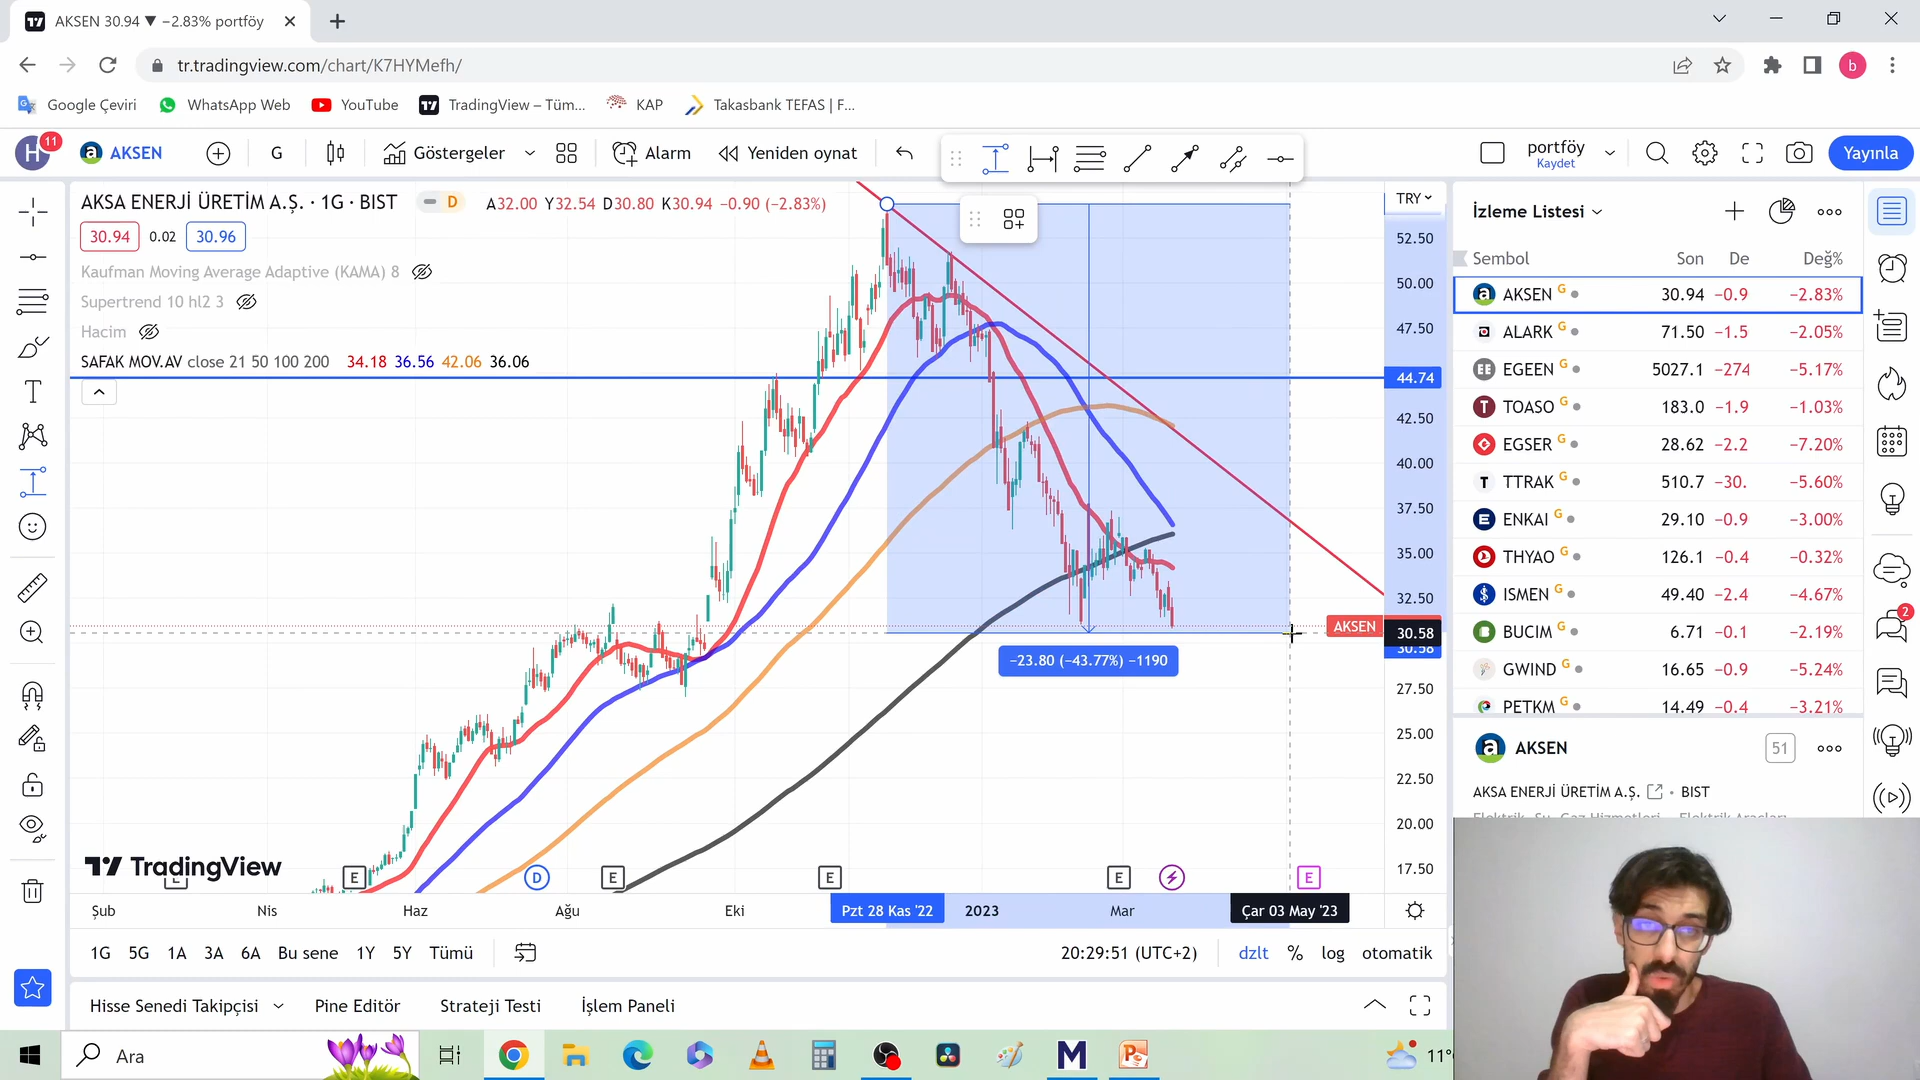 AKSEN 30.94 ▼ −2.83% portföy
tr.tradingview.com/chart/K7HYMefh/
b
Google Çeviri
WhatsApp Web
YouTube
TradingView – Tüm...
KAP
Takasbank TEFAS | F...
H
11
AKSEN
G
Göstergeler
Alarm
Yeniden oynat
portföy
Kaydet
Yayınla
AKSA ENERJİ ÜRETİM A.Ş. · 1G · BIST
D
A32.00 Y32.54 D30.80 K30.94 −0.90 (−2.83%)
30.94
0.02
30.96
Kaufman Moving Average Adaptive (KAMA) 8
Supertrend 10 hl2 3
Hacim
SAFAK MOV.AV close 21 50 100 200 34.18 36.56 42.06 36.06
TRY
52.50
50.00
47.50
44.74
42.50
40.00
37.50
35.00
32.50
AKSEN
30.58
27.50
25.00
22.50
20.00
17.50
−23.80 (−43.77%) −1190
TradingView
E
D
E
E
E
E
Şub
Nis
Haz
Ağu
Eki
Pzt 28 Kas '22
2023
Mar
Çar 03 May '23
1G
5G
1A
3A
6A
Bu sene
1Y
5Y
Tümü
20:29:51 (UTC+2)
dzlt
%
log
otomatik
Hisse Senedi Takipçisi
Pine Editör
Strateji Testi
İşlem Paneli
İzleme Listesi
Sembol Son De Değ%
AKSEN G 30.94 −0.9 −2.83%
ALARK G 71.50 −1.5 −2.05%
EGEEN G 5027.1 −274 −5.17%
TOASO G 183.0 −1.9 −1.03%
EGSER G 28.62 −2.2 −7.20%
TTRAK G 510.7 −30. −5.60%
ENKAI G 29.10 −0.9 −3.00%
THYAO G 126.1 −0.4 −0.32%
ISMEN G 49.40 −2.4 −4.67%
BUCIM G 6.71 −0.1 −2.19%
GWIND G 16.65 −0.9 −5.24%
PETKM G 14.49 −0.4 −3.21%
2
AKSEN
51
AKSA ENERJİ ÜRETİM A.Ş. • BIST
Ara
11°